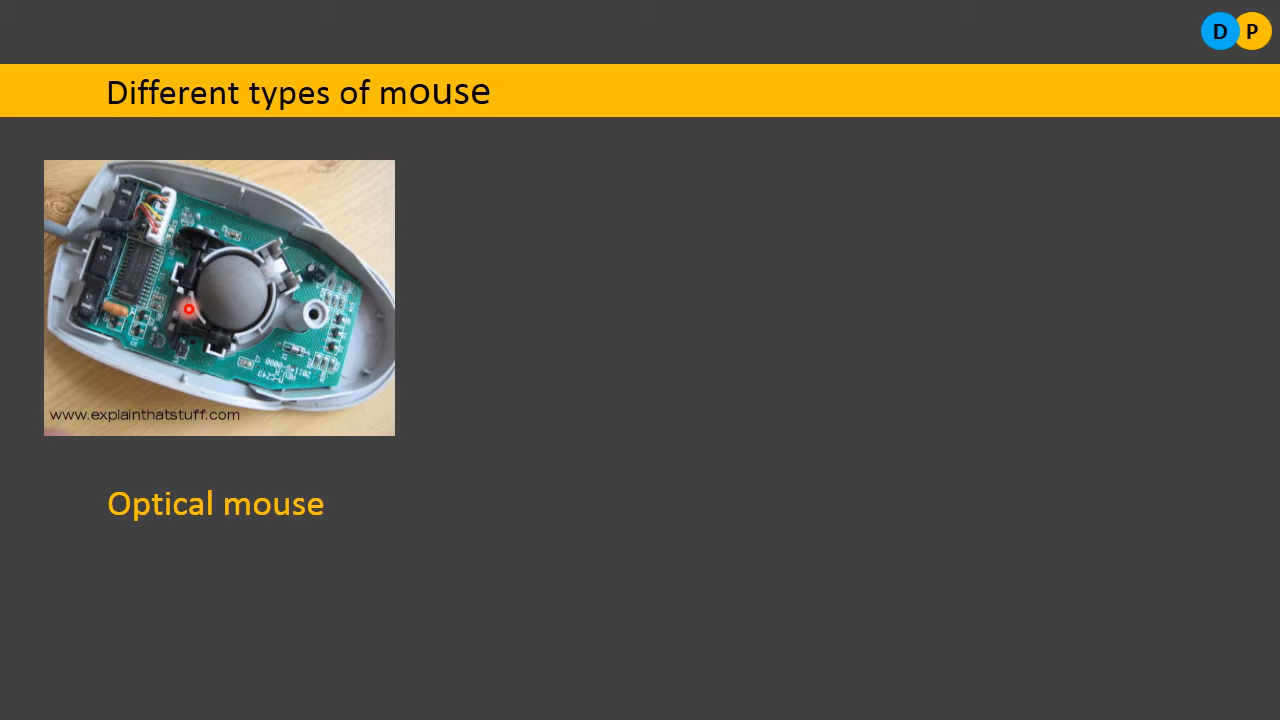 D P
Different types of mouse
www.explainthatstuff.com
Optical mouse